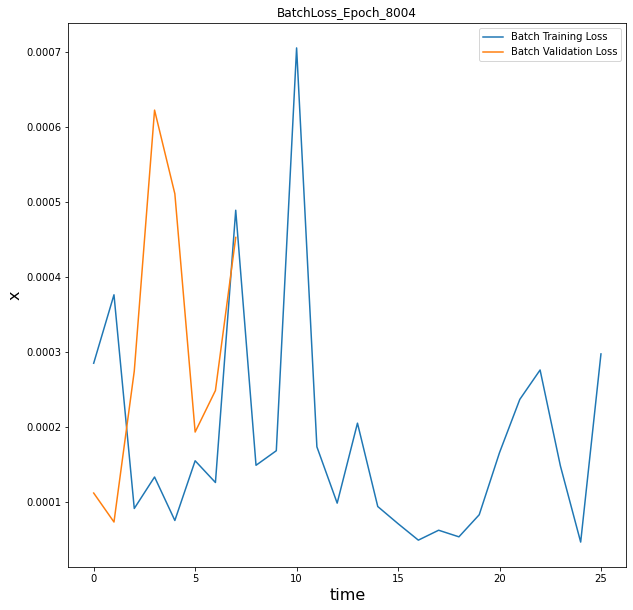 BatchLoss_Epoch_8004
Batch Training Loss
Batch Validation Loss
0.0007
0.0006
0.0005
0.0004
0.0003
0.0002
0.0001
x
0 5 10 15 20 25
time